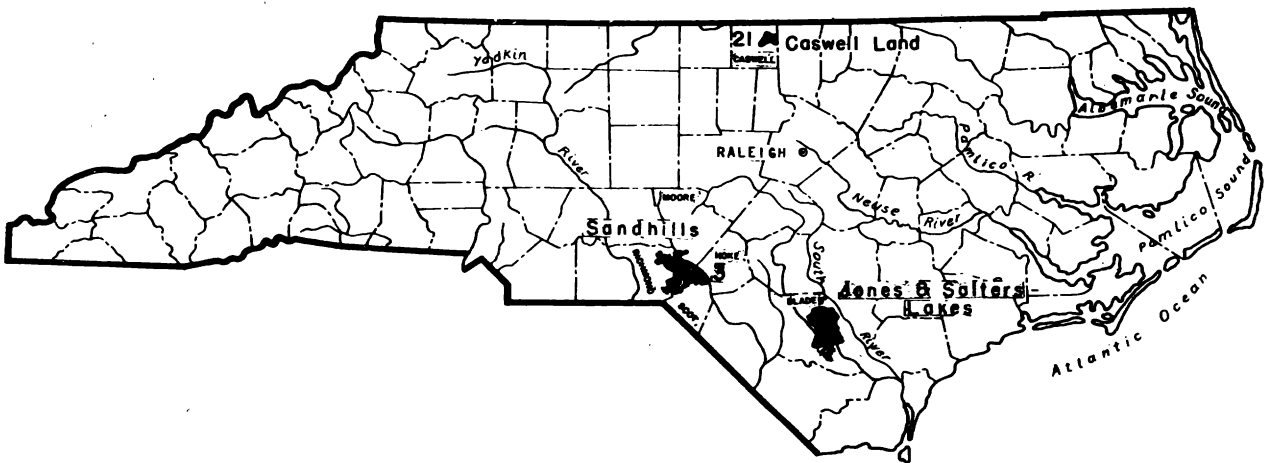 21 Caswell Land
CASWELL
Yadkin
River
Albemarle Sound
Pamlico R.
RALEIGH
Neuse
River
MOORE
Sandhills
RICHMOND
HOKE
SCOT.
Pamlico Sound
South
River
BLADEN
Jones & Salters
Lakes
Atlantic Ocean